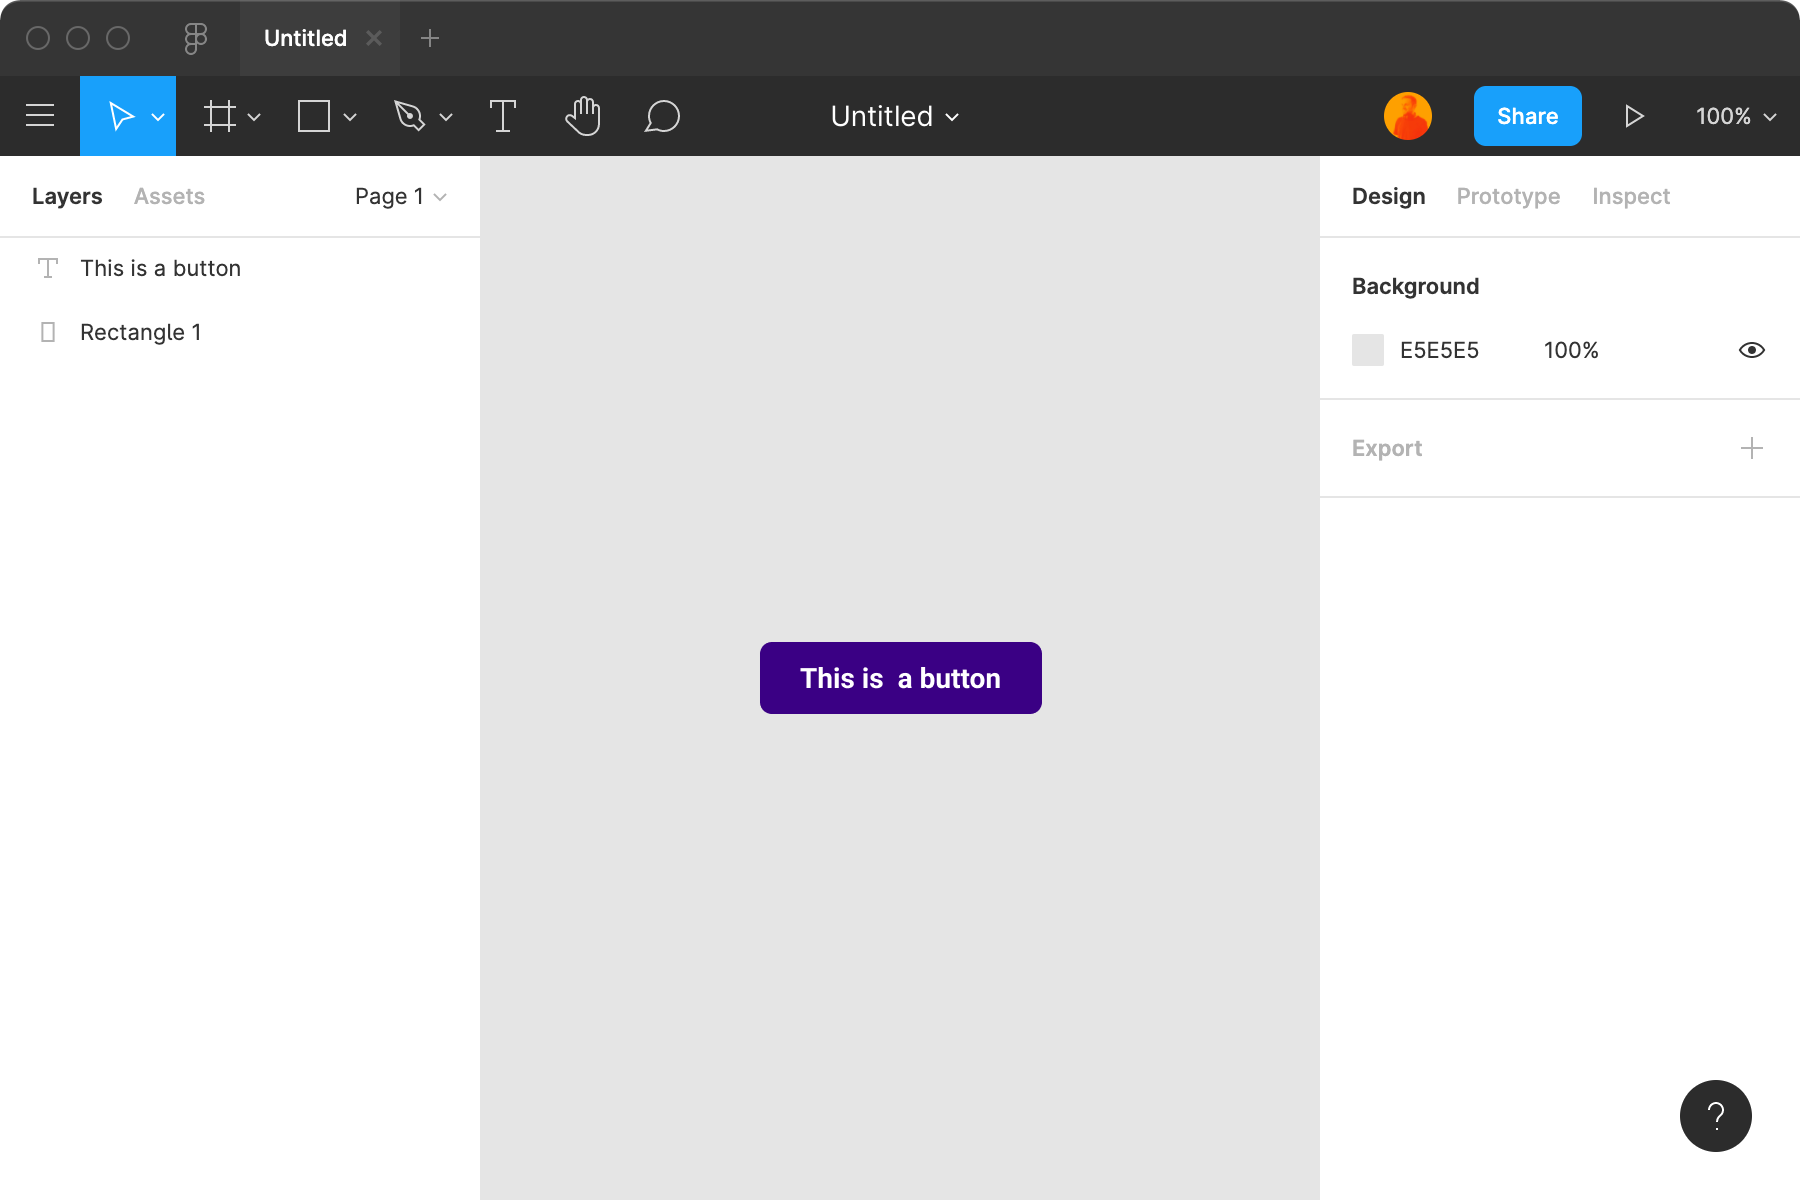 Untitled
Untitled
Share
100%
Layers Assets Page 1
Design Prototype Inspect
This is a button
Rectangle 1
Background
E5E5E5 100%
Export
This is  a button
?